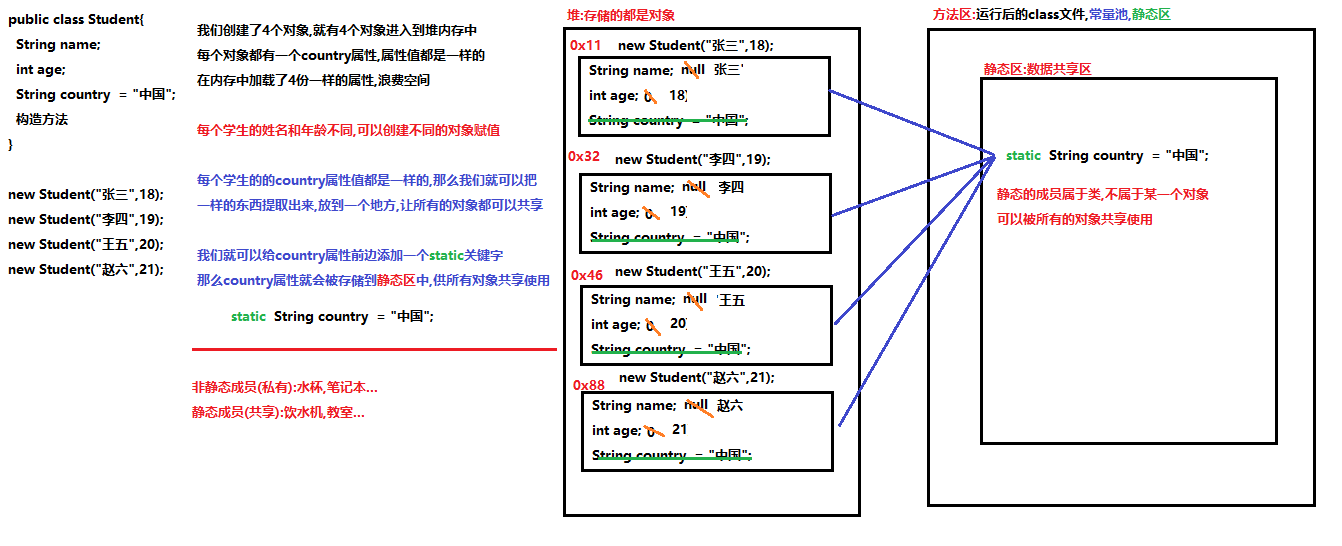 public class Student{
String name;
int age;
String country = "中国";
构造方法
}
new Student("张三",18);
new Student("李四",19);
new Student("王五",20);
new Student("赵六",21);
我们创建了4个对象,就有4个对象进入到堆内存中
每个对象都有一个country属性,属性值都是一样的
在内存中加载了4份一样的属性,浪费空间
每个学生的姓名和年龄不同,可以创建不同的对象赋值
每个学生的的country属性值都是一样的,那么我们就可以把
一样的东西提取出来,放到一个地方,让所有的对象都可以共享
我们就可以给country属性前边添加一个static关键字
那么country属性就会被存储到静态区中,供所有对象共享使用
static String country = "中国";
非静态成员(私有):水杯,笔记本...
静态成员(共享):饮水机,教室...
堆:存储的都是对象
0x11 new Student("张三",18);
String name; null 张三'
int age; 0 18)
String country = "中国";
0x32 new Student("李四",19);
String name; null 李四
int age; 0 19)
String country = "中国";
0x46 new Student("王五",20);
String name; null '王五
int age; 0 20)
String country = "中国";
0x88 new Student("赵六",21);
String name; null 赵六
int age; 0 21
String country = "中国";
方法区:运行后的class文件,常量池,静态区
静态区:数据共享区
static String country = "中国";
静态的成员属于类,不属于某一个对象
可以被所有的对象共享使用